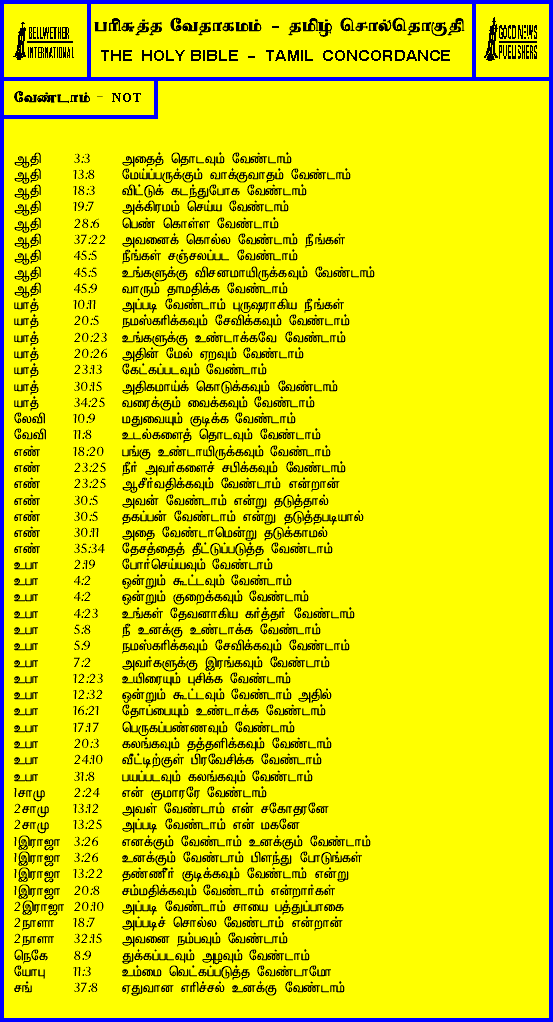 BELLWETHER
INTERNATIONAL
பரிசுத்த வேதாகமம் - தமிழ் சொல்தொகுதி
THE HOLY BIBLE - TAMIL CONCORDANCE
GOOD NEWS
PUBLISHERS
வேண்டாம் - NOT
ஆதி 3:3 அதைத் தொடவும் வேண்டாம்
ஆதி 13:8 மேய்ப்பருக்கும் வாக்குவாதம் வேண்டாம்
ஆதி 18:3 விட்டுக் கடந்துபோக வேண்டாம்
ஆதி 19:7 அக்கிரமம் செய்ய வேண்டாம்
ஆதி 28:6 பெண் கொள்ள வேண்டாம்
ஆதி 37:22 அவனைக் கொல்ல வேண்டாம் நீங்கள்
ஆதி 45:5 நீங்கள் சஞ்சலப்பட வேண்டாம்
ஆதி 45:5 உங்களுக்கு விசனமாயிருக்கவும் வேண்டாம்
ஆதி 45:9 வாரும் தாமதிக்க வேண்டாம்
யாத் 10:11 அப்படி வேண்டாம் புருஷராகிய நீங்கள்
யாத் 20:5 நமஸ்கரிக்கவும் சேவிக்கவும் வேண்டாம்
யாத் 20:23 உங்களுக்கு உண்டாக்கவே வேண்டாம்
யாத் 20:26 அதின் மேல் ஏறவும் வேண்டாம்
யாத் 23:13 கேட்கப்படவும் வேண்டாம்
யாத் 30:15 அதிகமாய்க் கொடுக்கவும் வேண்டாம்
யாத் 34:25 வரைக்கும் வைக்கவும் வேண்டாம்
லேவி 10:9 மதுவையும் குடிக்க வேண்டாம்
வேவி 11:8 உடல்களைத் தொடவும் வேண்டாம்
எண் 18:20 பங்கு உண்டாயிருக்கவும் வேண்டாம்
எண் 23:25 நீர் அவர்களைச் சபிக்கவும் வேண்டாம்
எண் 23:25 ஆசீர்வதிக்கவும் வேண்டாம் என்றான்
எண் 30:5 அவன் வேண்டாம் என்று தடுத்தால்
எண் 30:5 தகப்பன் வேண்டாம் என்று தடுத்தபடியால்
எண் 30:11 அதை வேண்டாமென்று தடுக்காமல்
எண் 35:34 தேசத்தைத் தீட்டுப்படுத்த வேண்டாம்
உபா 2:19 போர்செய்யவும் வேண்டாம்
உபா 4:2 ஒன்றும் கூட்டவும் வேண்டாம்
உபா 4:2 ஒன்றும் குறைக்கவும் வேண்டாம்
உபா 4:23 உங்கள் தேவனாகிய கர்த்தர் வேண்டாம்
உபா 5:8 நீ உனக்கு உண்டாக்க வேண்டாம்
உபா 5:9 நமஸ்கரிக்கவும் சேவிக்கவும் வேண்டாம்
உபா 7:2 அவர்களுக்கு இரங்கவும் வேண்டாம்
உபா 12:23 உயிரையும் புசிக்க வேண்டாம்
உபா 12:32 ஒன்றும் கூட்டவும் வேண்டாம் அதில்
உபா 16:21 தோப்பையும் உண்டாக்க வேண்டாம்
உபா 17:17 பெருகப்பண்ணவும் வேண்டாம்
உபா 20:3 கலங்கவும் தத்தளிக்கவும் வேண்டாம்
உபா 24:10 வீட்டிற்குள் பிரவேசிக்க வேண்டாம்
உபா 31:8 பயப்படவும் கலங்கவும் வேண்டாம்
1சாமு 2:24 என் குமாரரே வேண்டாம்
2சாமு 13:12 அவள் வேண்டாம் என் சகோதரனே
2சாமு 13:25 அப்படி வேண்டாம் என் மகனே
1இராஜா 3:26 எனக்கும் வேண்டாம் உனக்கும் வேண்டாம்
1இராஜா 3:26 உனக்கும் வேண்டாம் பிளந்து போடுங்கள்
1இராஜா 13:22 தண்ணீர் குடிக்கவும் வேண்டாம் என்று
1இராஜா 20:8 சம்மதிக்கவும் வேண்டாம் என்றார்கள்
2இராஜா 20:10 அப்படி வேண்டாம் சாயை பத்துப்பாகை
2நாளா 18:7 அப்படிச் சொல்ல வேண்டாம் என்றான்
2நாளா 32:15 அவனை நம்பவும் வேண்டாம்
நெகே 8:9 துக்கப்படவும் அழவும் வேண்டாம்
யோபு 11:3 உம்மை வெட்கப்படுத்த வேண்டாமோ
சங் 37:8 ஏதுவான எரிச்சல் உனக்கு வேண்டாம்